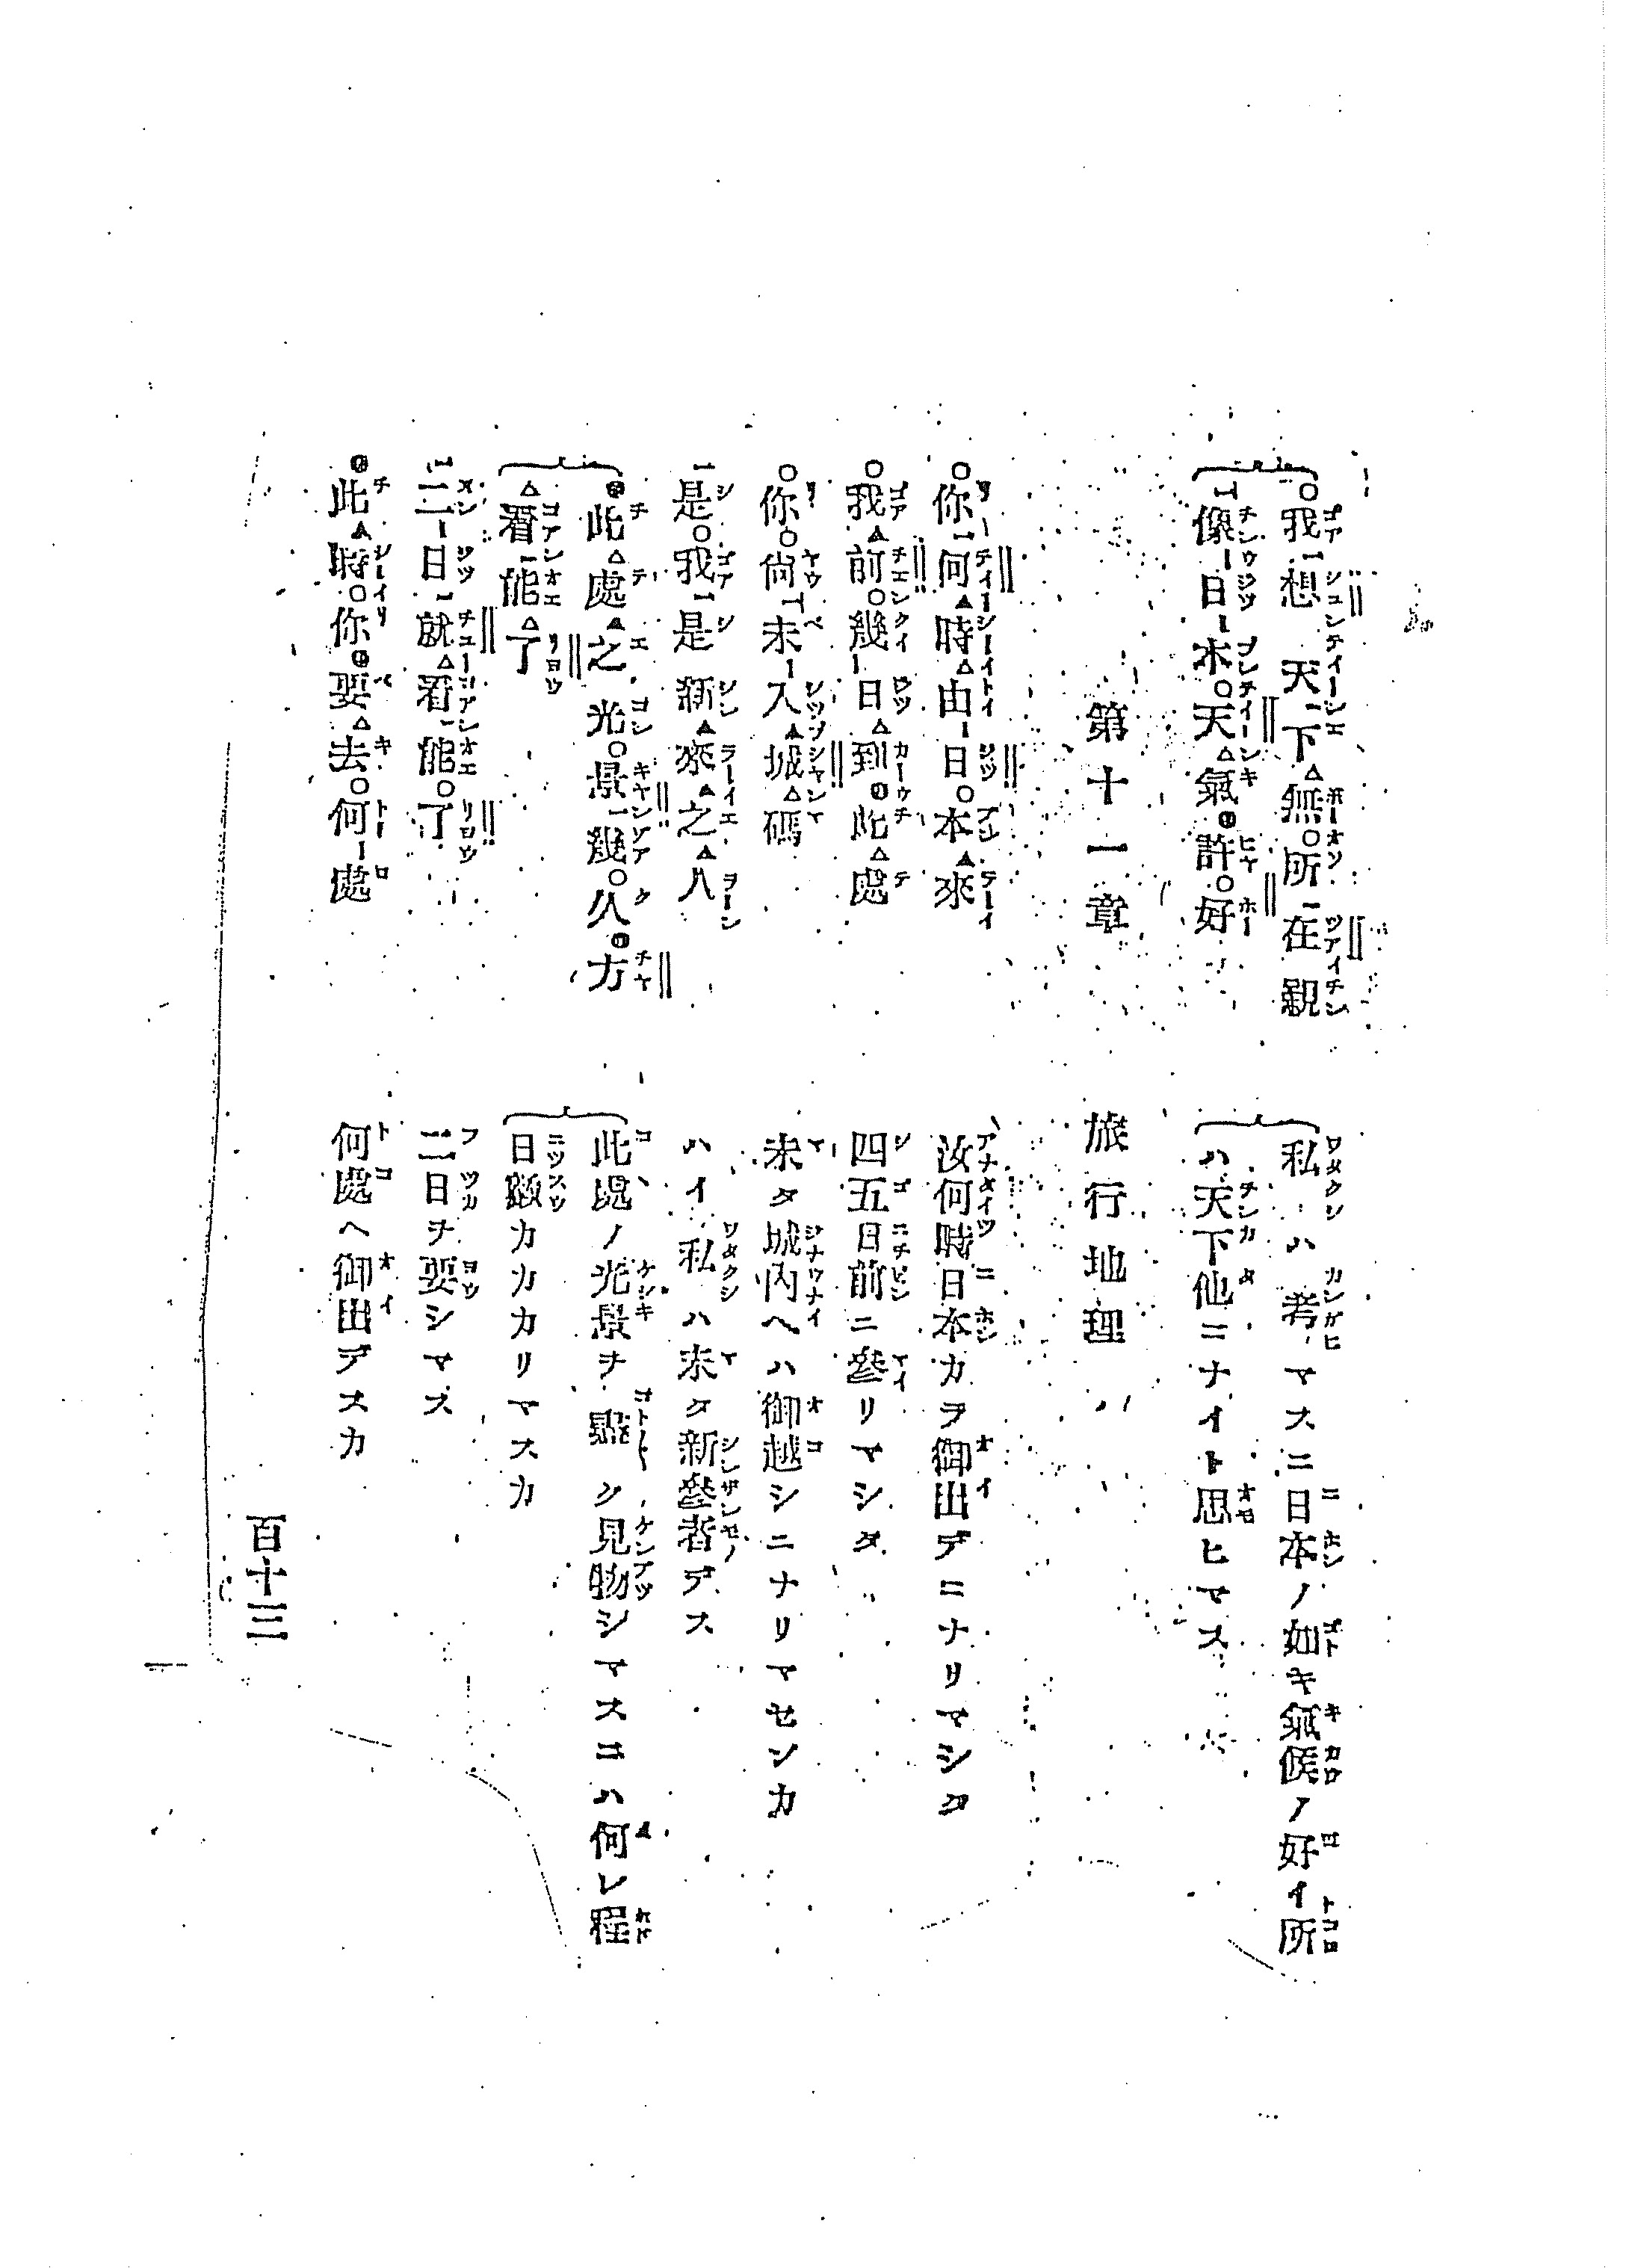 我想天下無所在親
像日本天氣許好
私ハ考マスニ日本ノ如キ氣候ノ好イ所
ハ天下他ニナイト思ヒマス
第十一章 旅行地理
你何時由日本來
汝何時日本カヲ御出デニナリマシタ
我前幾日到此處
四五日前ニ參リマシタ
你尚未入城碼
未タ城內ヘハ御越シニナリマセンカ
是我是新來之人
ハイ私ハ未タ新參者デス
此處之光景幾久方
看能了
此處ノ光景ヲ點ク見物シマスニハ何レ程
日數カカカリマスカ
二日就看能了
二日ヲ要シマス
此時你要去何處
何處ヘ御出デスカ
百十三